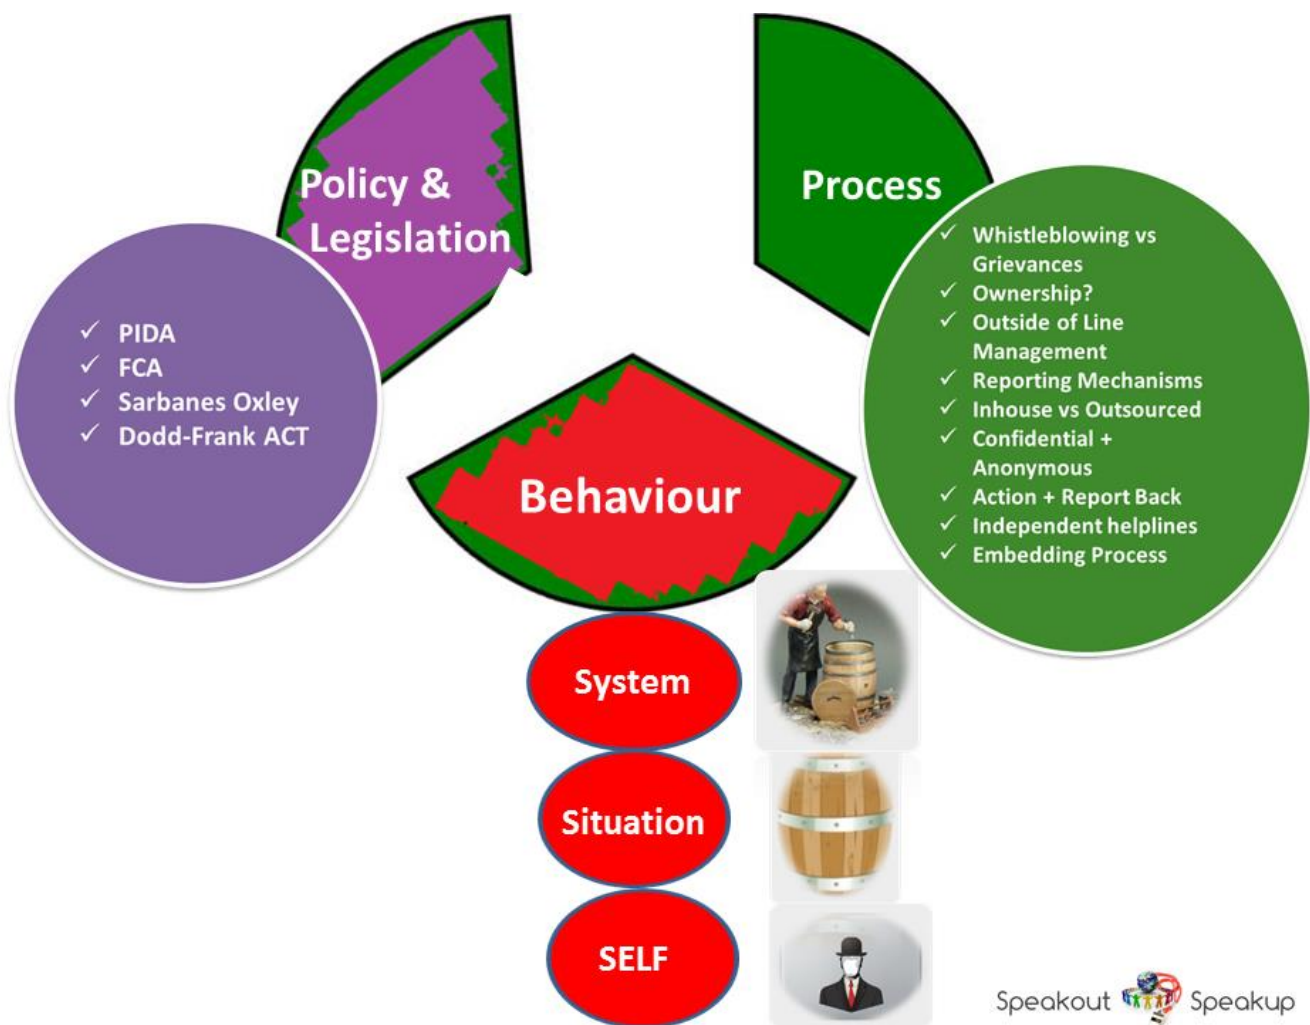 Policy &
Legislation
Process
✓ PIDA
✓ FCA
✓ Sarbanes Oxley
✓ Dodd-Frank ACT
✓ Whistleblowing vs
Grievances
✓ Ownership?
✓ Outside of Line
Management
✓ Reporting Mechanisms
✓ Inhouse vs Outsourced
✓ Confidential +
Anonymous
✓ Action + Report Back
✓ Independent helplines
✓ Embedding Process
Behaviour
System
Situation
SELF
Speakout Speakup